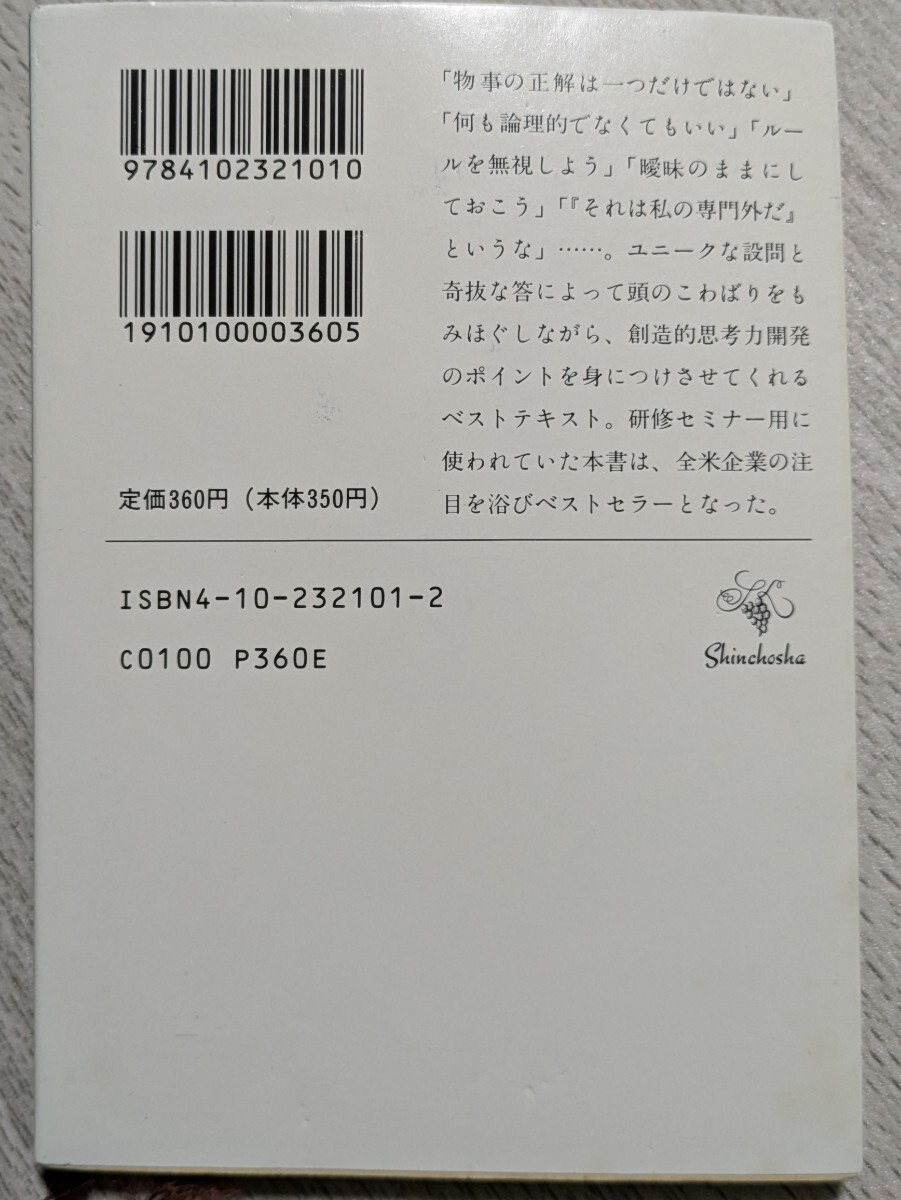 9784102321010
1910100003605
定価360円（本体350円）
「物事の正解は一つだけではない」
「何も論理的でなくてもいい」「ルー
ルを無視しよう」「曖昧のままにし
ておこう」「『それは私の専門外だ』
というな」……。ユニークな設問と
奇抜な答によって頭のこわばりをも
みほぐしながら、創造的思考力開発
のポイントを身につけさせてくれる
ベストテキスト。研修セミナー用に
使われていた本書は、全米企業の注
目を浴びベストセラーとなった。
ISBN4-10-232101-2
C0100 P360E
Shinchosha